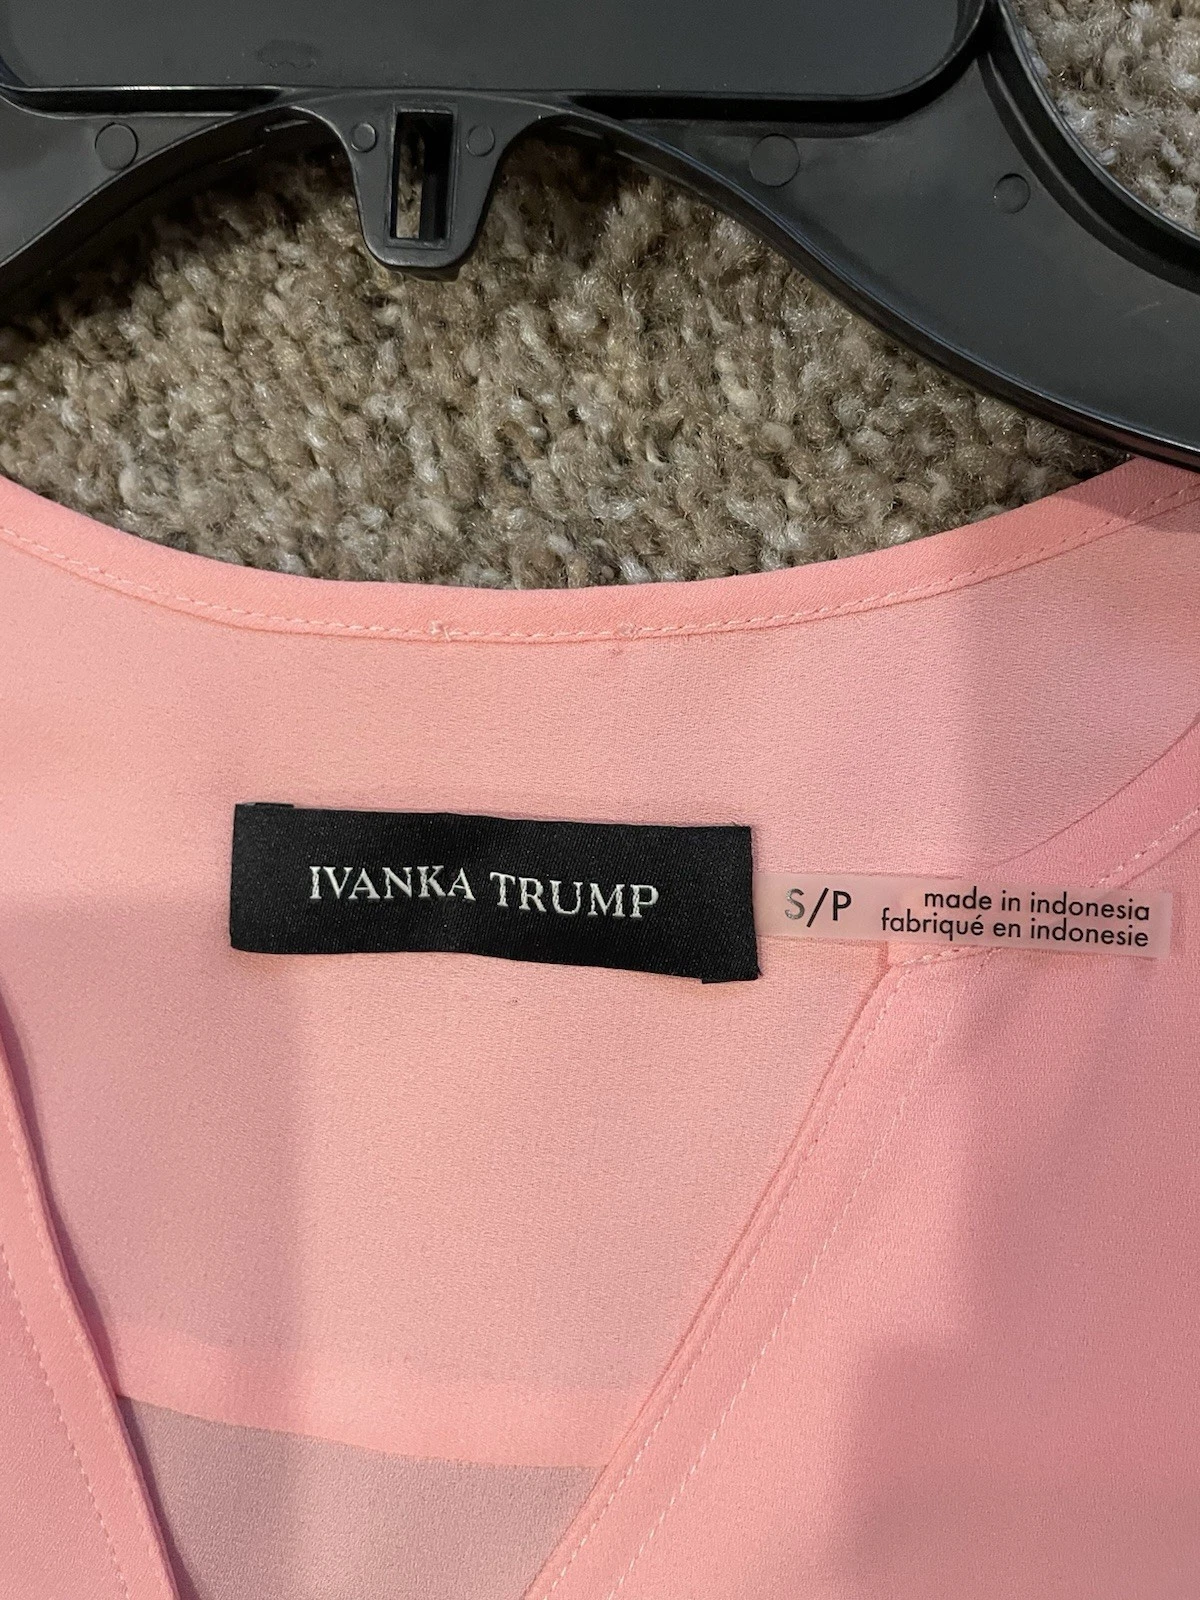 IVANKA TRUMP
S/P
made in indonesia
fabriqué en indonesie